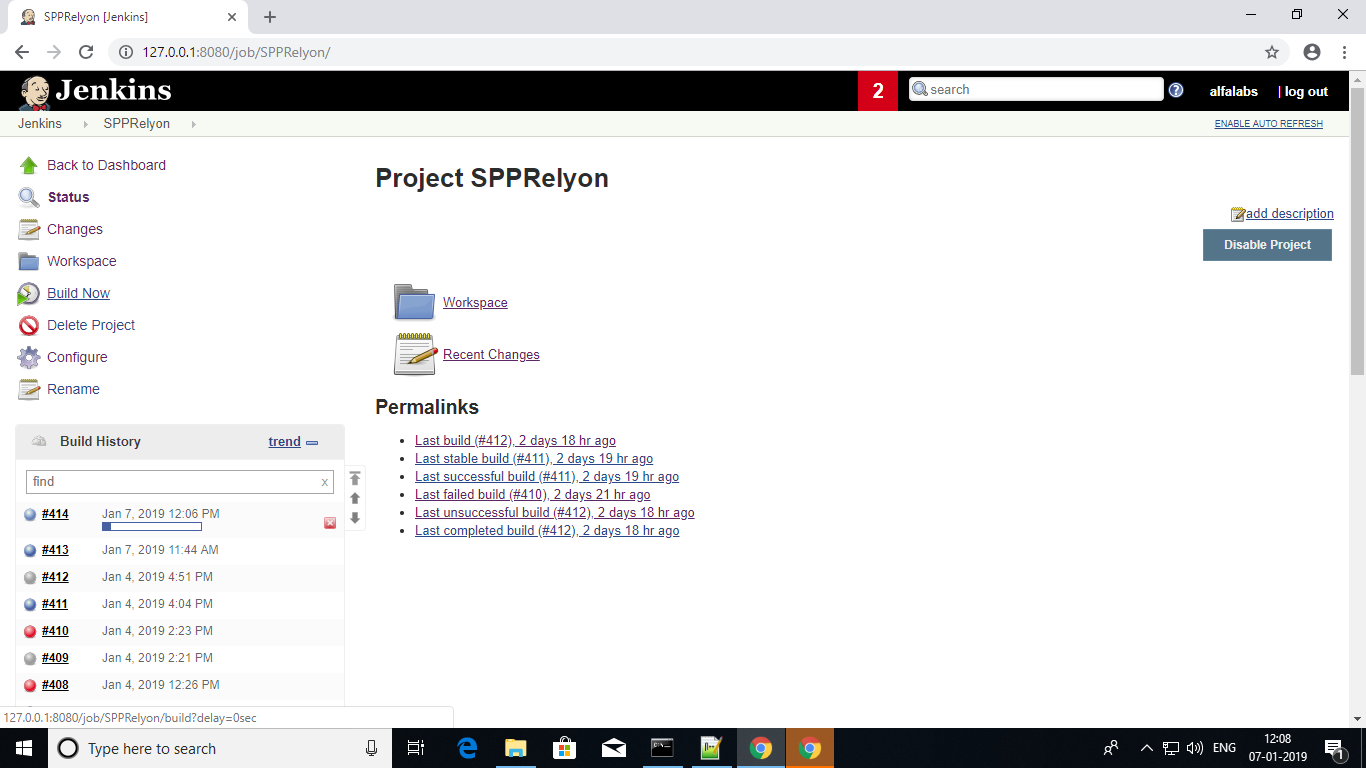 SPPRelyon [Jenkins]
127.0.0.1:8080/job/SPPRelyon/
Jenkins
2
search
?
alfalabs
| log out
Jenkins
SPPRelyon
ENABLE AUTO REFRESH
Back to Dashboard
Status
Changes
Workspace
Build Now
Delete Project
Configure
Rename
Project SPPRelyon
add description
Disable Project
Workspace
Recent Changes
Permalinks
Last build (#412), 2 days 18 hr ago
Last stable build (#411), 2 days 19 hr ago
Last successful build (#411), 2 days 19 hr ago
Last failed build (#410), 2 days 21 hr ago
Last unsuccessful build (#412), 2 days 18 hr ago
Last completed build (#412), 2 days 18 hr ago
Build History
trend
find
x
#414 Jan 7, 2019 12:06 PM
#413 Jan 7, 2019 11:44 AM
#412 Jan 4, 2019 4:51 PM
#411 Jan 4, 2019 4:04 PM
#410 Jan 4, 2019 2:23 PM
#409 Jan 4, 2019 2:21 PM
#408 Jan 4, 2019 12:26 PM
127.0.0.1:8080/job/SPPRelyon/build?delay=0sec
Type here to search
ENG
12:08
07-01-2019
1